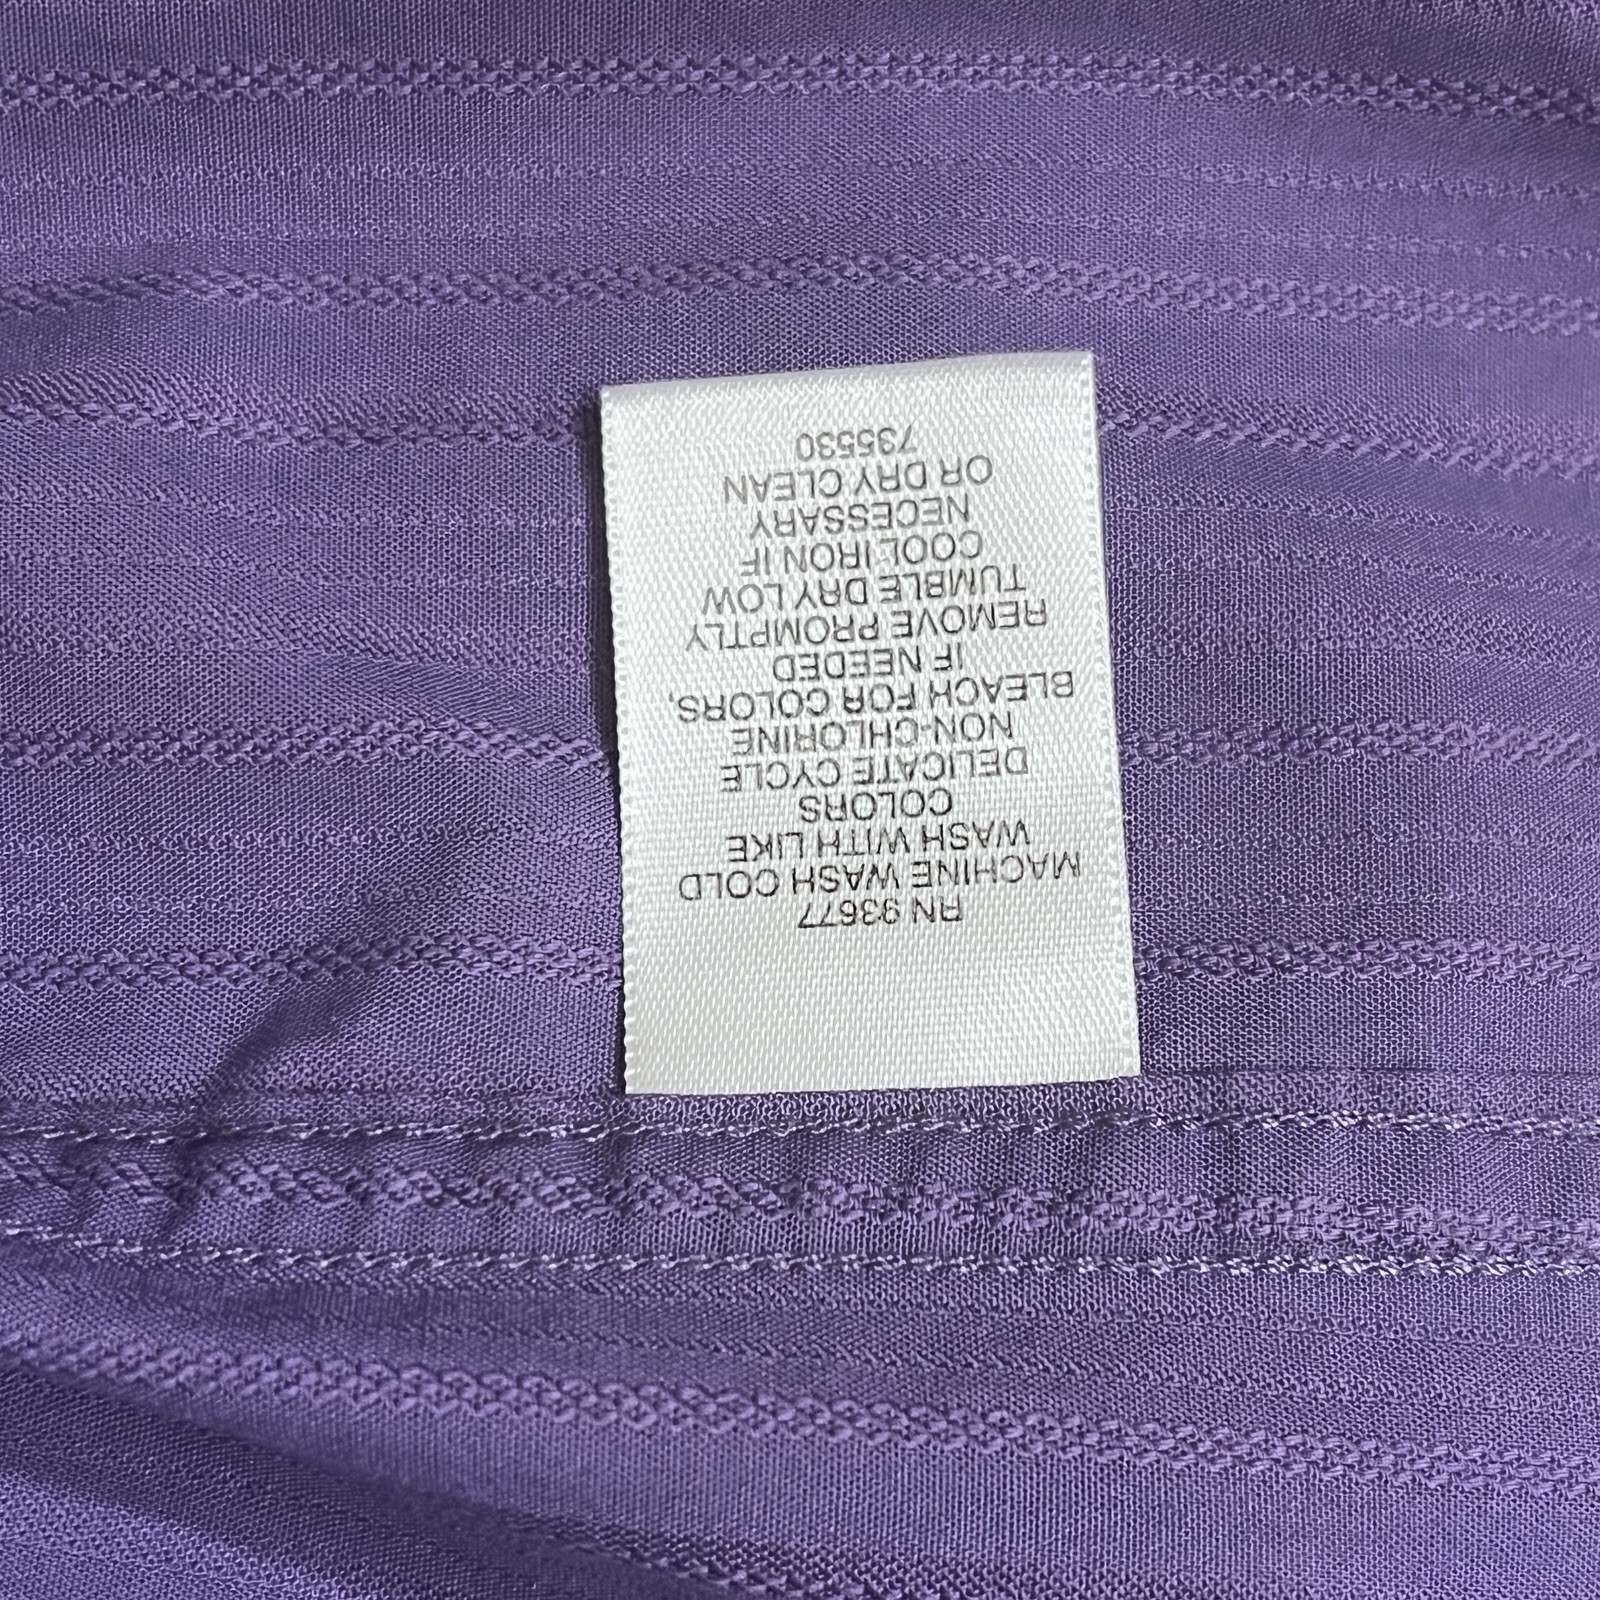 RN 93677
MACHINE WASH COLD
WASH WITH LIKE
COLORS
DELICATE CYCLE
NON-CHLORINE
BLEACH FOR COLORS,
IF NEEDED
REMOVE PROMPTLY
TUMBLE DRY LOW
COOL IRON IF
NECESSARY
OR DRY CLEAN
735530